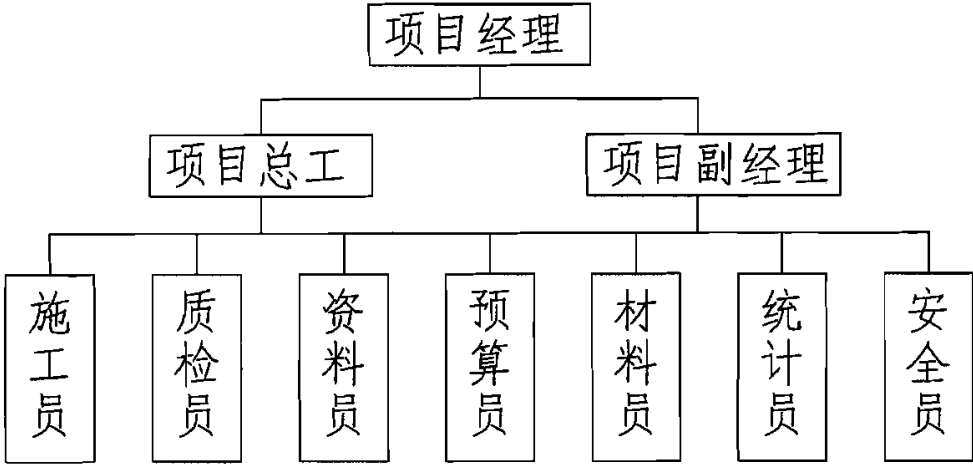 项目经理
项目总工
项目副经理
施工员
质检员
资料员
预算员
材料员
统计员
安全员